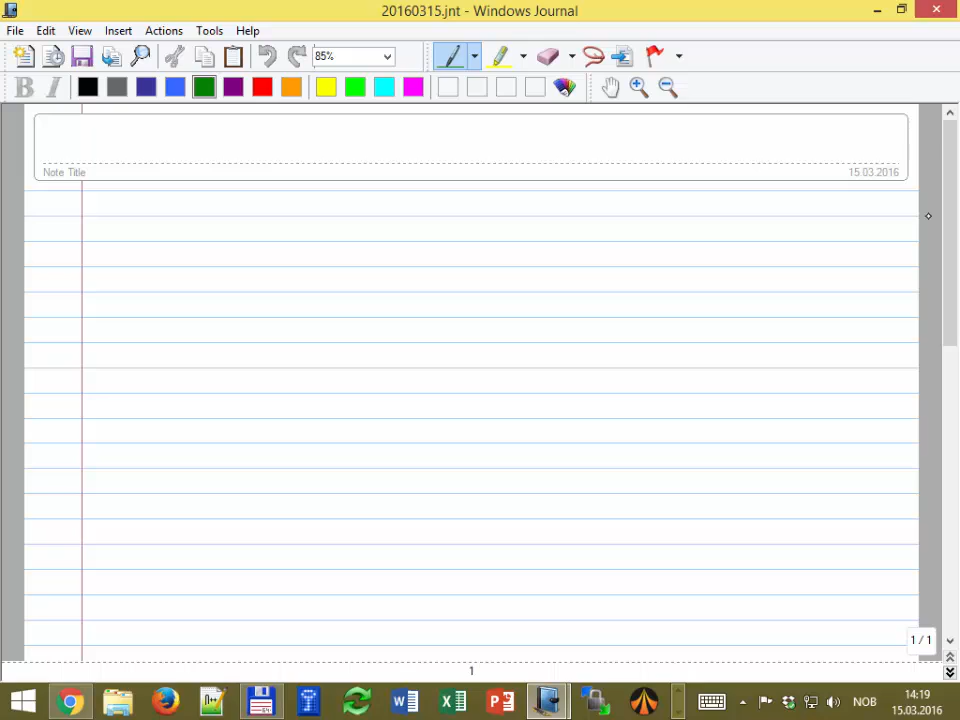 20160315.jnt - Windows Journal
File Edit View Insert Actions Tools Help
85%
B I
Note Title 15.03.2016
1 / 1
1
NOB 14:19
15.03.2016